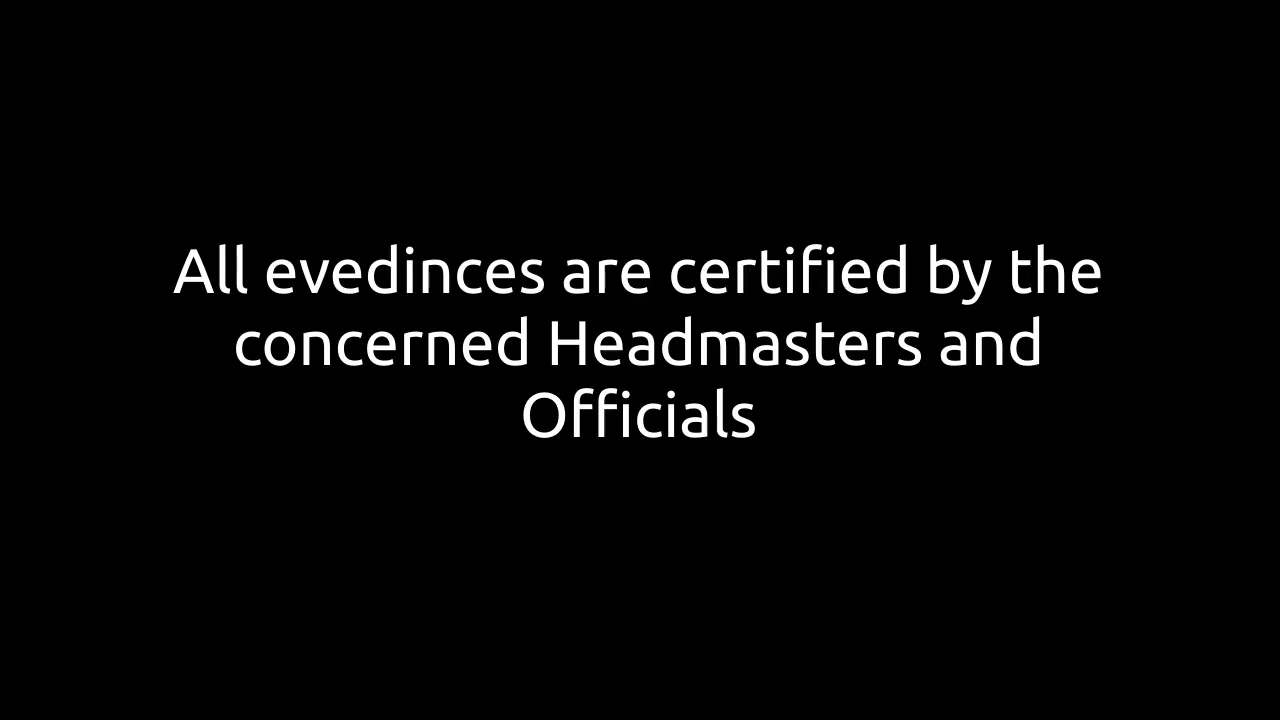 All evedinces are certified by the
concerned Headmasters and
Officials